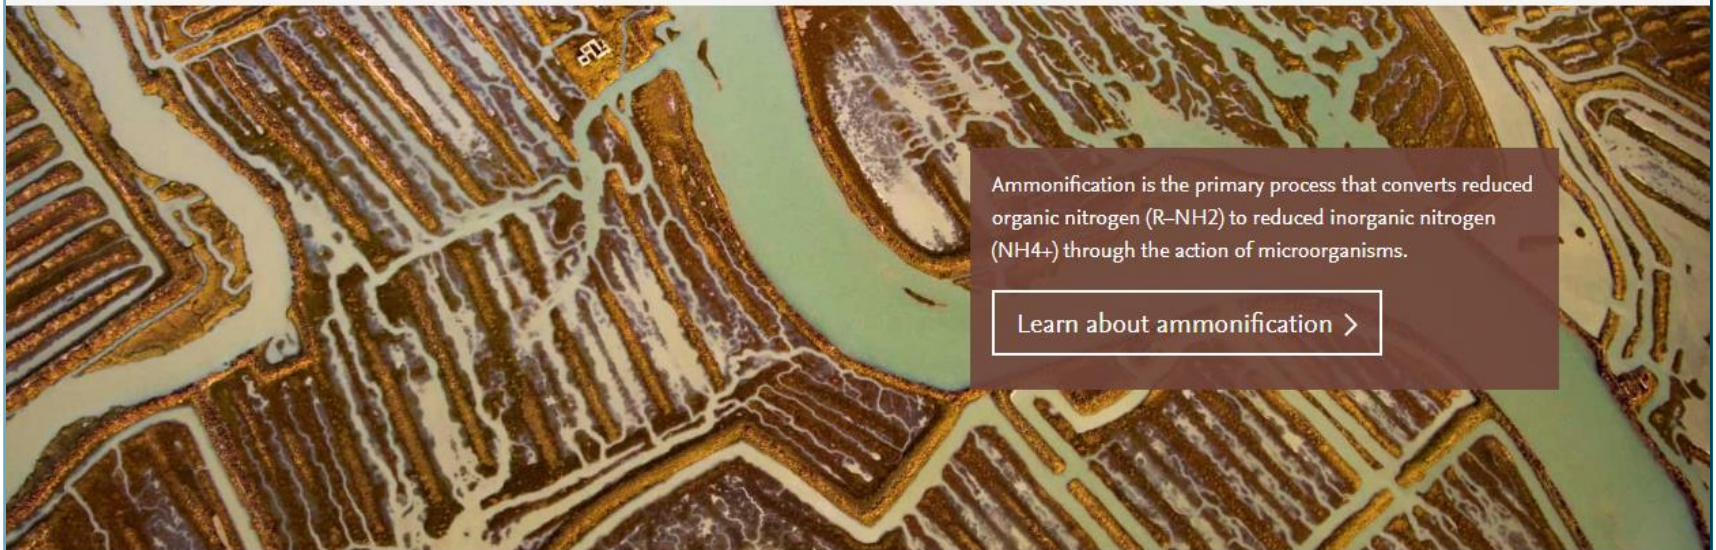 Ammonification is the primary process that converts reduced
organic nitrogen (R–NH2) to reduced inorganic nitrogen
(NH4+) through the action of microorganisms.
Learn about ammonification >